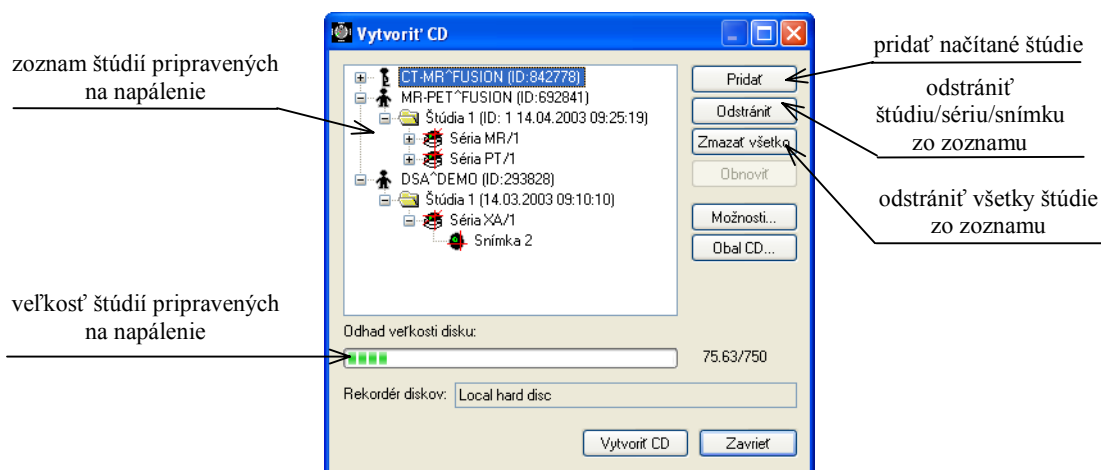 Vytvoriť CD
zoznam štúdií pripravených
na napálenie
veľkosť štúdií pripravených
na napálenie
CT-MR^FUSION (ID:842778)
MR-PET^FUSION (ID:692841)
Štúdia 1 (ID: 1 14.04.2003 09:25:19)
Séria MR/1
Séria PT/1
DSA^DEMO (ID:293828)
Štúdia 1 (14.03.2003 09:10:10)
Séria XA/1
Snímka 2
Odhad veľkosti disku:
75.63/750
Rekordér diskov:
Local hard disc
Vytvoriť CD
Zavrieť
Pridať
Odstrániť
Zmazať všetko
Obnoviť
Možnosti...
Obal CD...
pridať načítané štúdie
odstrániť
štúdiu/sériu/snímku
zo zoznamu
odstrániť všetky štúdie
zo zoznamu